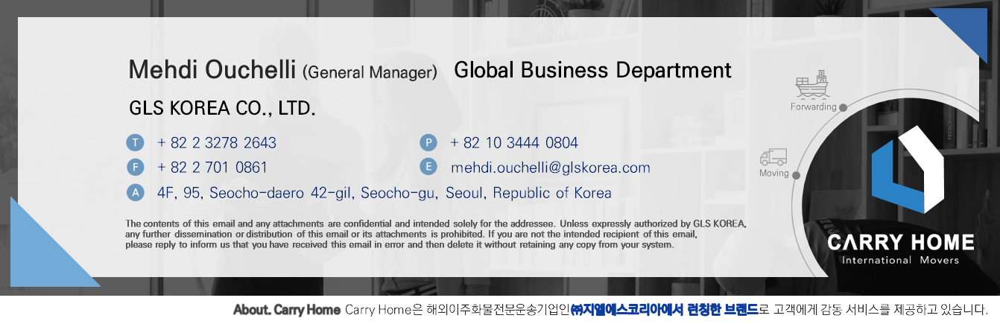 Mehdi Ouchelli (General Manager) Global Business Department
GLS KOREA CO., LTD.
T + 82 2 3278 2643 P + 82 10 3444 0804
F + 82 2 701 0861 E mehdi.ouchelli@glskorea.com
A 4F, 95, Seocho-daero 42-gil, Seocho-gu, Seoul, Republic of Korea
The contents of this email and any attachments are confidential and intended solely for the addressee. Unless expressly authorized by GLS KOREA,
any further dissemination or distribution of this email or its attachments is prohibited. If you are not the intended recipient of this email,
please reply to inform us that you have received this email in error and then delete it without retaining any copy from your system.
Forwarding
Moving
CARRY HOME
International Movers
About. Carry Home Carry Home은 해외이주화물전문운송기업인 ㈜지엘에스코리아에서 런칭한 브랜드로 고객에게 감동 서비스를 제공하고 있습니다.